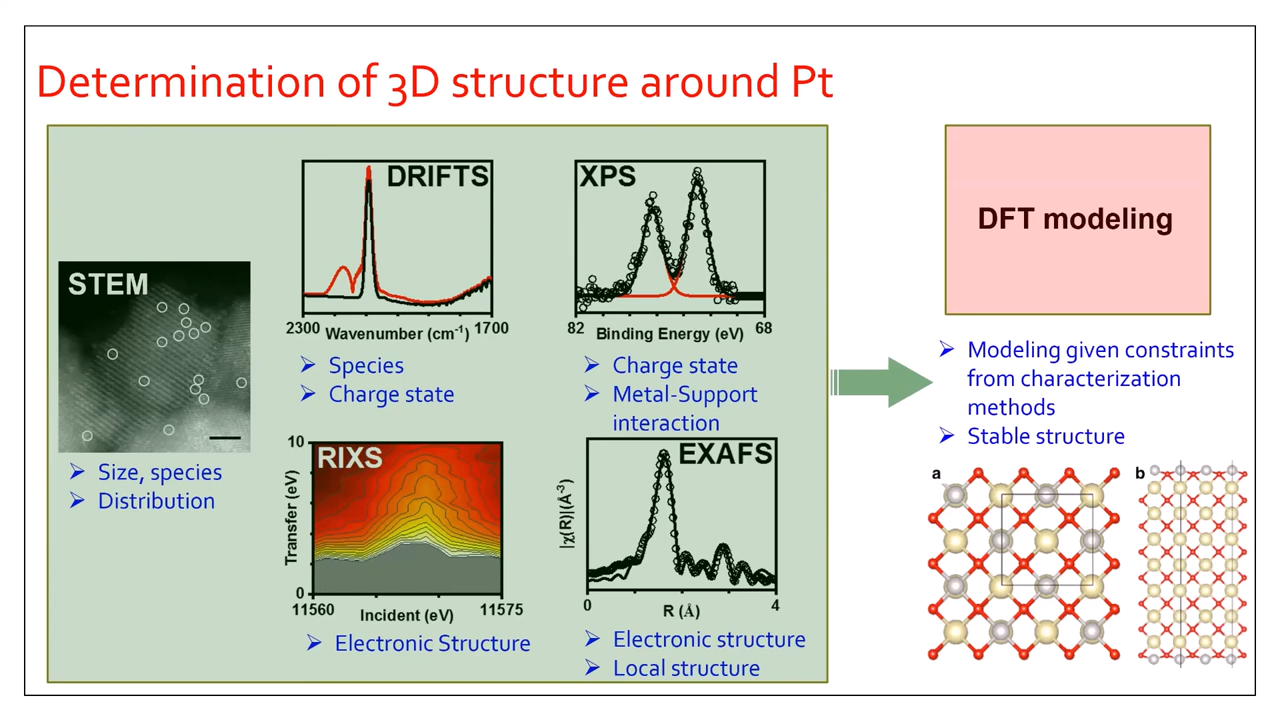 Determination of 3D structure around Pt
STEM
➢ Size, species
➢ Distribution
DRIFTS
2300 Wavenumber (cm⁻¹) 1700
➢ Species
➢ Charge state
XPS
82 Binding Energy (eV) 68
➢ Charge state
➢ Metal-Support
interaction
RIXS
10
Transfer (eV)
0
11560 Incident (eV) 11575
➢ Electronic Structure
EXAFS
|χ(R)|(Å⁻³)
0 R (Å) 4
➢ Electronic structure
➢ Local structure
DFT modeling
➢ Modeling given constraints
from characterization
methods
➢ Stable structure
a
b